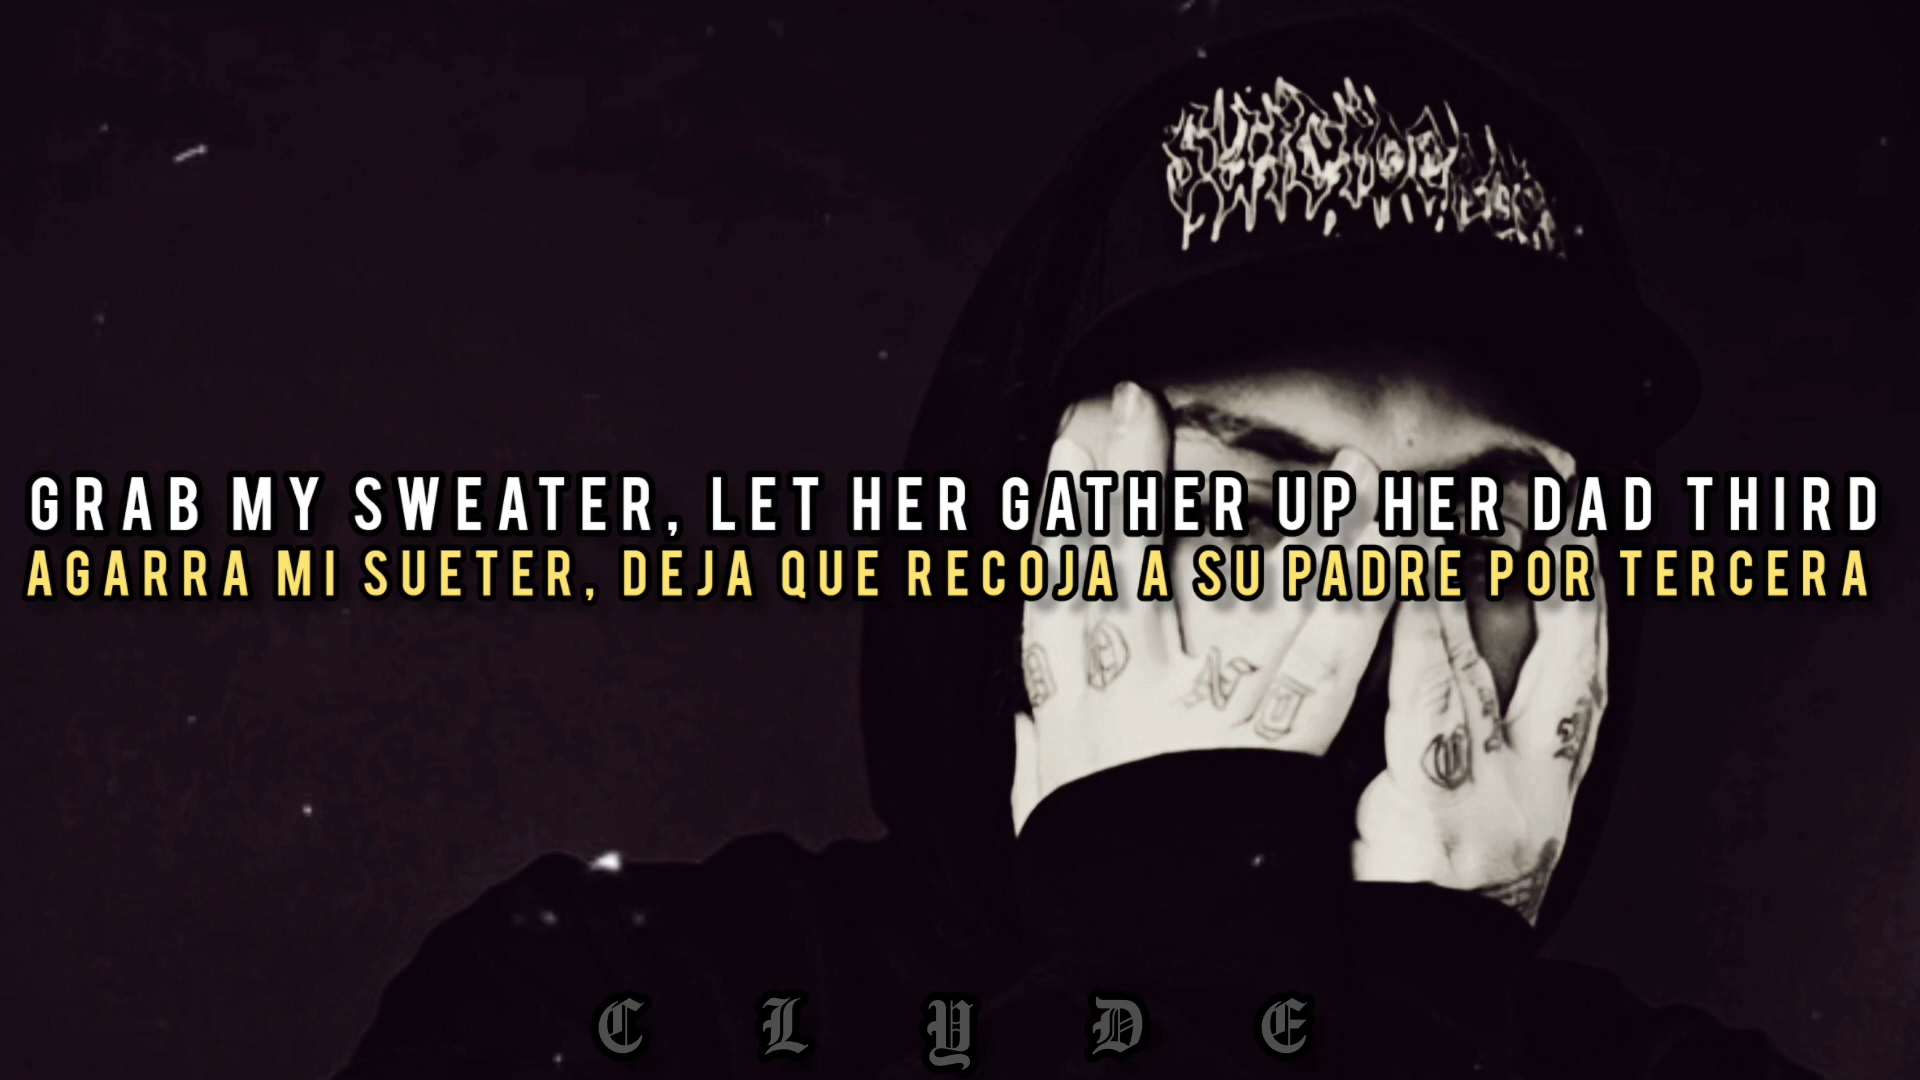 GRAB MY SWEATER, LET HER GATHER UP HER DAD THIRD
AGARRA MI SUETER, DEJA QUE RECOJA A SU PADRE POR TERCERA
CLYDE